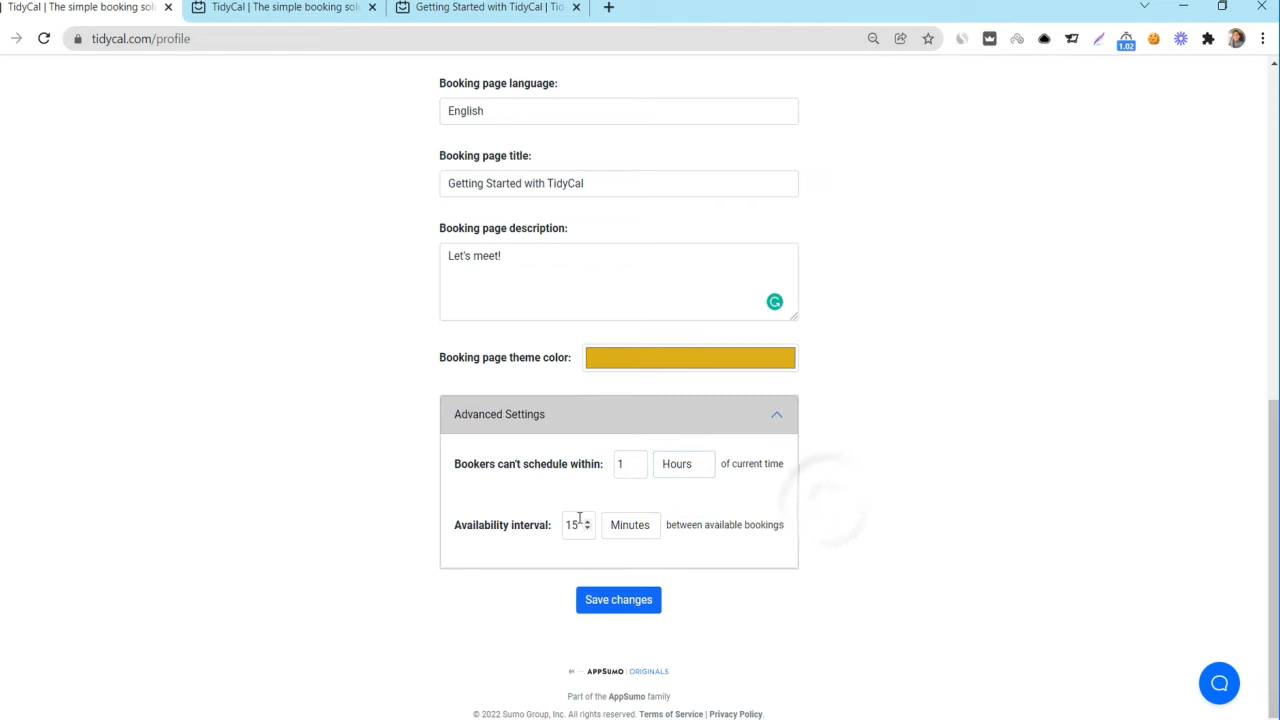 TidyCal | The simple booking sol
TidyCal | The simple booking solu
Getting Started with TidyCal | Tid
tidycal.com/profile
1.02
Booking page language:
English
Booking page title:
Getting Started with TidyCal
Booking page description:
Let's meet!
Booking page theme color:
Advanced Settings
Bookers can't schedule within: 1 Hours of current time
Availability interval: 15 Minutes between available bookings
Save changes
BY APPSUMO | ORIGINALS
Part of the AppSumo family
© 2022 Sumo Group, Inc. All rights reserved. Terms of Service | Privacy Policy.